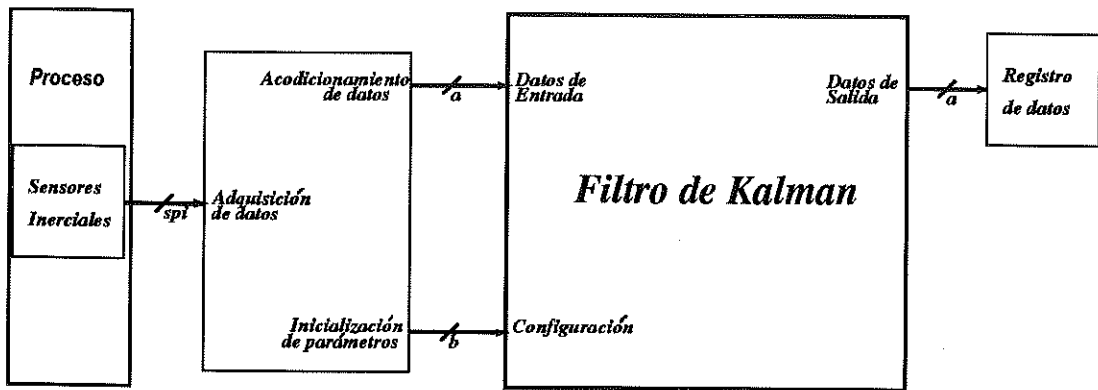 Proceso
Sensores
Inerciales
spi
Acodicionamiento
de datos
Adquisición
de datos
Inicialización
de parámetros
a
b
Datos de
Entrada
Filtro de Kalman
Configuración
Datos de
Salida
a
Registro
de datos